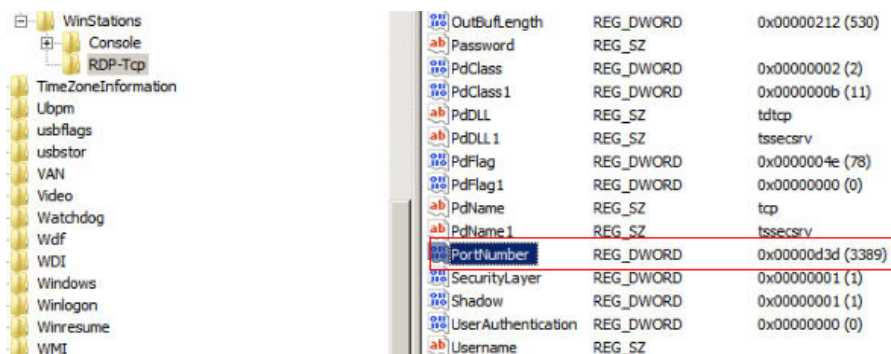 WinStations
Console
RDP-Tcp
TimeZoneInformation
Ubpm
usbflags
usbstor
VAN
Video
Watchdog
Wdf
WDI
Windows
Winlogon
Winresume
WMI
OutBufLength REG_DWORD 0x00000212 (530)
Password REG_SZ
PdClass REG_DWORD 0x00000002 (2)
PdClass1 REG_DWORD 0x0000000b (11)
PdDLL REG_SZ tdtcp
PdDLL1 REG_SZ tssecsrv
PdFlag REG_DWORD 0x0000004e (78)
PdFlag1 REG_DWORD 0x00000000 (0)
PdName REG_SZ tcp
PdName1 REG_SZ tssecsrv
PortNumber REG_DWORD 0x00000d3d (3389)
SecurityLayer REG_DWORD 0x00000001 (1)
Shadow REG_DWORD 0x00000001 (1)
UserAuthentication REG_DWORD 0x00000000 (0)
Username REG_SZ